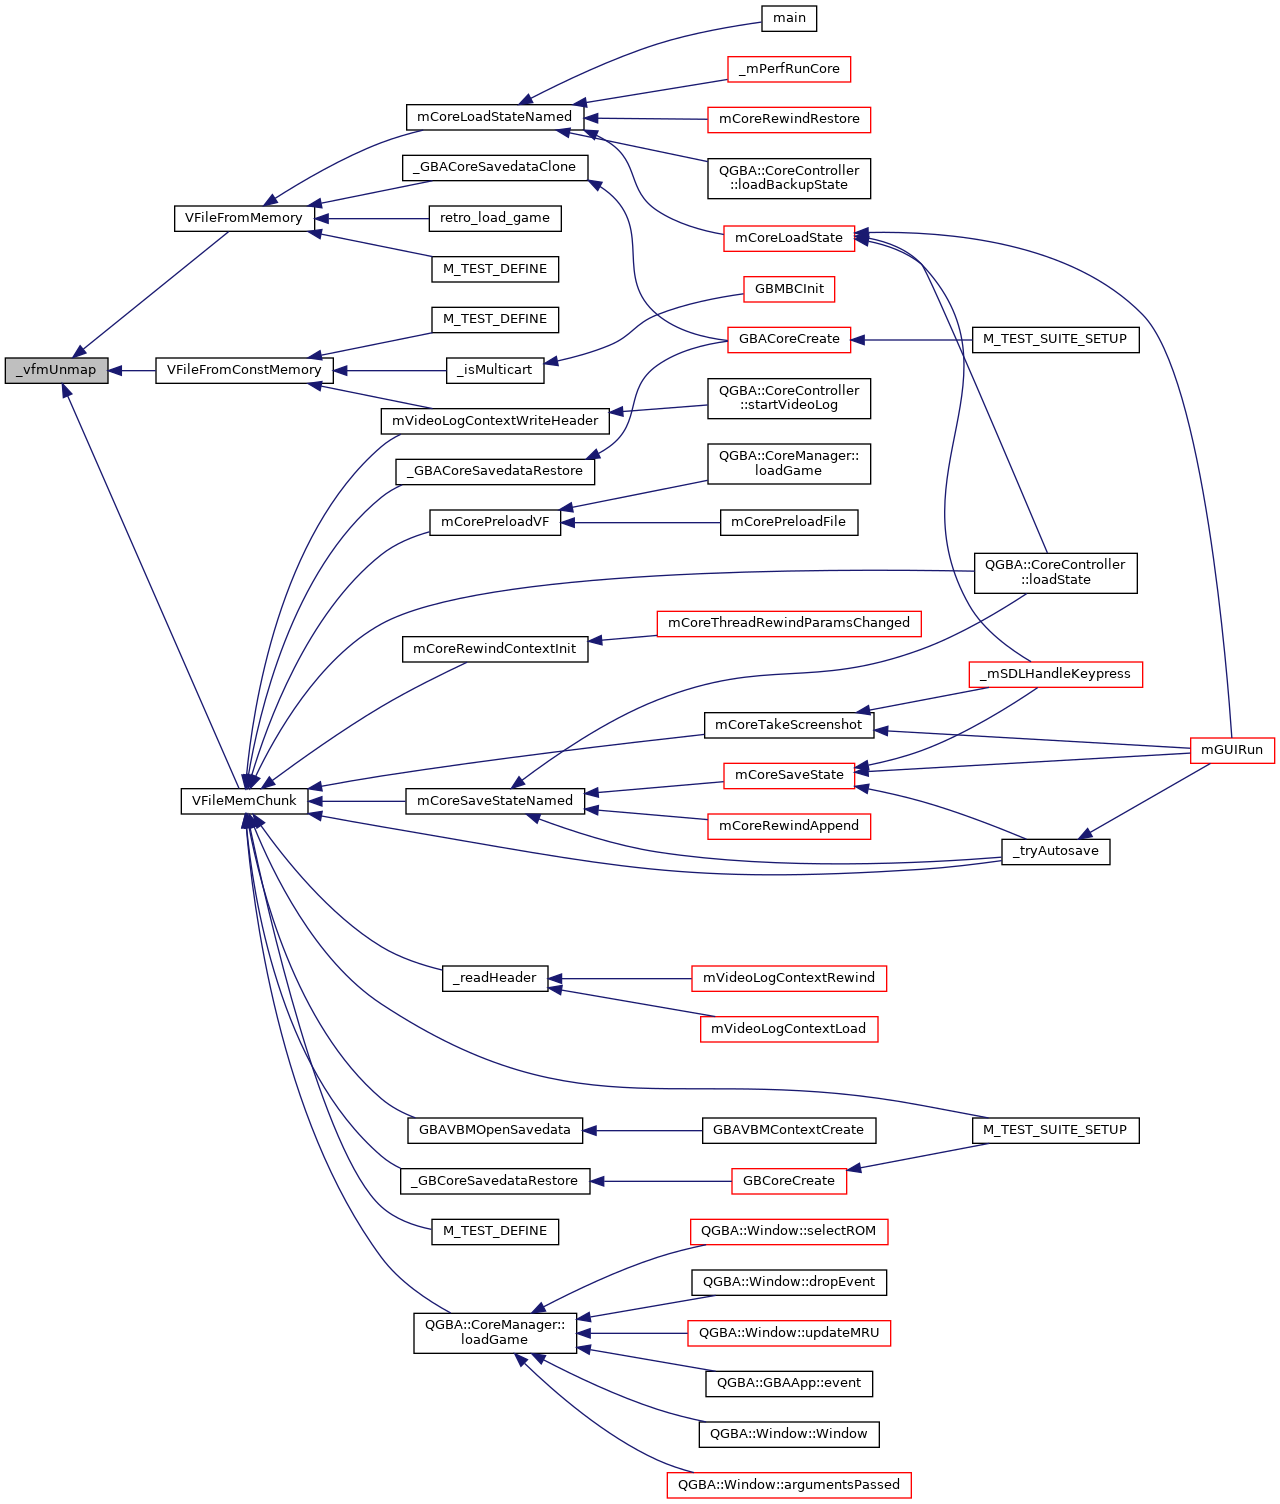 main
_mPerfRunCore
mCoreLoadStateNamed
mCoreRewindRestore
_GBACoreSavedataClone
QGBA::CoreController
::loadBackupState
VFileFromMemory
retro_load_game
mCoreLoadState
M_TEST_DEFINE
GBMBCInit
M_TEST_DEFINE
GBACoreCreate
M_TEST_SUITE_SETUP
_vfmUnmap
VFileFromConstMemory
_isMulticart
QGBA::CoreController
::startVideoLog
mVideoLogContextWriteHeader
QGBA::CoreManager::
loadGame
_GBACoreSavedataRestore
mCorePreloadVF
mCorePreloadFile
QGBA::CoreController
::loadState
mCoreThreadRewindParamsChanged
mCoreRewindContextInit
_mSDLHandleKeypress
mCoreTakeScreenshot
mGUIRun
mCoreSaveState
VFileMemChunk
mCoreSaveStateNamed
mCoreRewindAppend
_tryAutosave
_readHeader
mVideoLogContextRewind
mVideoLogContextLoad
GBAVBMOpenSavedata
GBAVBMContextCreate
M_TEST_SUITE_SETUP
_GBCoreSavedataRestore
GBCoreCreate
M_TEST_DEFINE
QGBA::Window::selectROM
QGBA::Window::dropEvent
QGBA::CoreManager::
loadGame
QGBA::Window::updateMRU
QGBA::GBAApp::event
QGBA::Window::Window
QGBA::Window::argumentsPassed